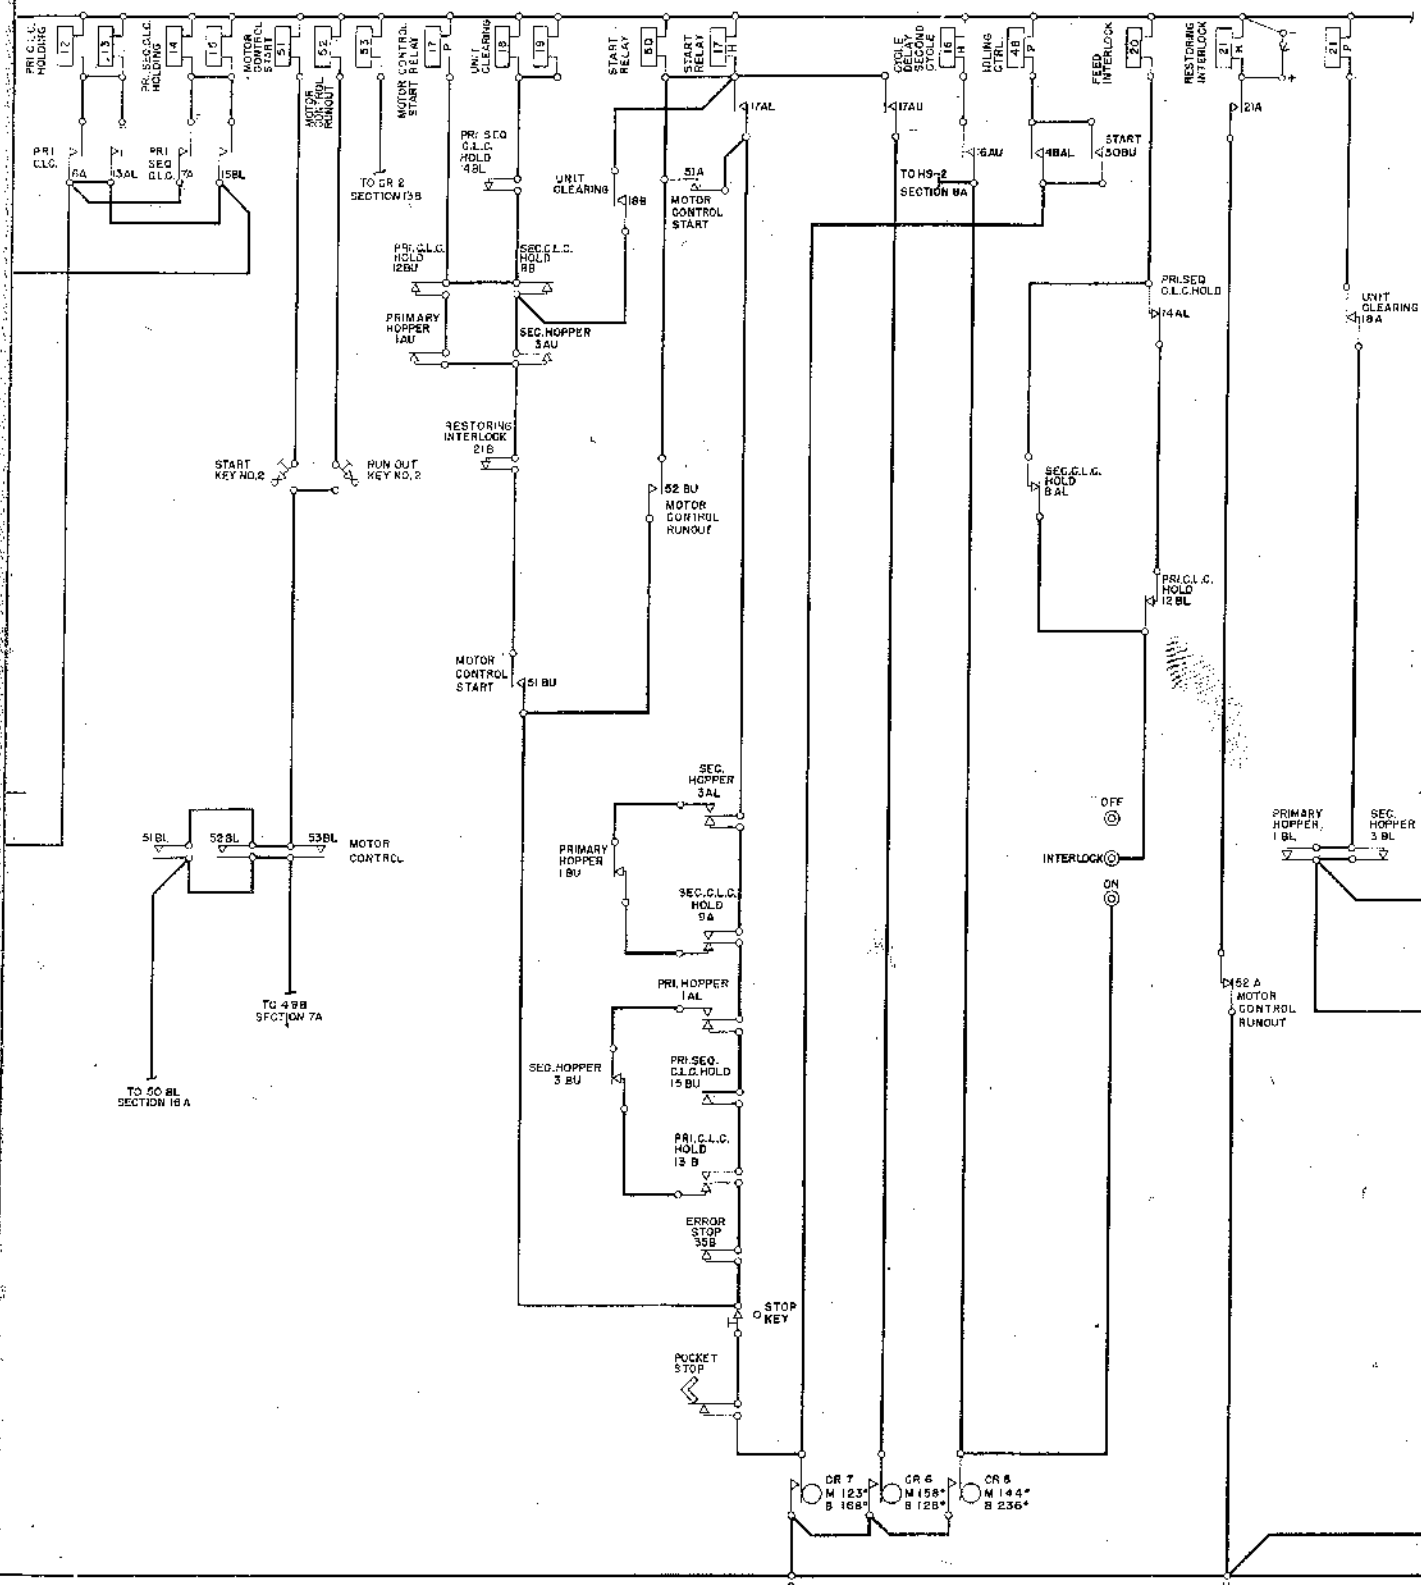 PRI. C.L.C.
HOLDING
12
13
PRI. SEQ. C.L.C.
HOLDING
14
15
MOTOR
CONTROL
START
51
MOTOR
CONTROL
RUNOUT
52
53
MOTOR CONTROL
START RELAY
17
P
UNIT
CLEARING
18
19
START
RELAY
50
START
RELAY
17
H
CYCLE
DELAY
SECOND
CYCLE
16
H
IDLING
CTRL.
48
P
FEED
INTERLOCK
20
RESTORING
INTERLOCK
21
H
-
+
21
P
17AL
17AU
21A
PRI
C.L.C.
6A
13AL
PRI
SEQ
C.L.C.
7A
15BL
TO CR 2
SECTION 13B
PRI SEQ
C.L.C.
HOLD
14BL
UNIT
CLEARING
18B
51A
MOTOR
CONTROL
START
16AU
TO HS-2
SECTION 8A
48AL
START
50BU
PRI.C.L.C.
HOLD
12BU
SEC.C.L.C.
HOLD
8B
PRIMARY
HOPPER
1AU
SEC. HOPPER
3AU
PRI.SEQ
C.L.C.HOLD
14AL
UNIT
CLEARING
18A
RESTORING
INTERLOCK
21B
START
KEY NO.2
RUN OUT
KEY NO. 2
52 BU
MOTOR
CONTROL
RUNOUT
SEC.C.L.C.
HOLD
8 AL
PRI.C.L.C.
HOLD
12 BL
MOTOR
CONTROL
START
51 BU
SEC.
HOPPER
3AL
PRIMARY
HOPPER
1 BU
SEC.C.L.C.
HOLD
9A
OFF
INTERLOCK
ON
PRIMARY
HOPPER
1 BL
SEC.
HOPPER
3 BL
51BL
52BL
53BL
MOTOR
CONTROL
TO 49B
SECTION 7A
TO 50 BL
SECTION 18 A
PRI. HOPPER
1 AL
SEC. HOPPER
3 BU
PRI.SEQ.
C.L.C.HOLD
15 BU
PRI.C.L.C.
HOLD
13 B
52 A
MOTOR
CONTROL
RUNOUT
ERROR
STOP
35B
STOP
KEY
POCKET
STOP
CR 7
M 123°
B 168°
CR 6
M 158°
B 128°
CR 8
M 144°
B 236°